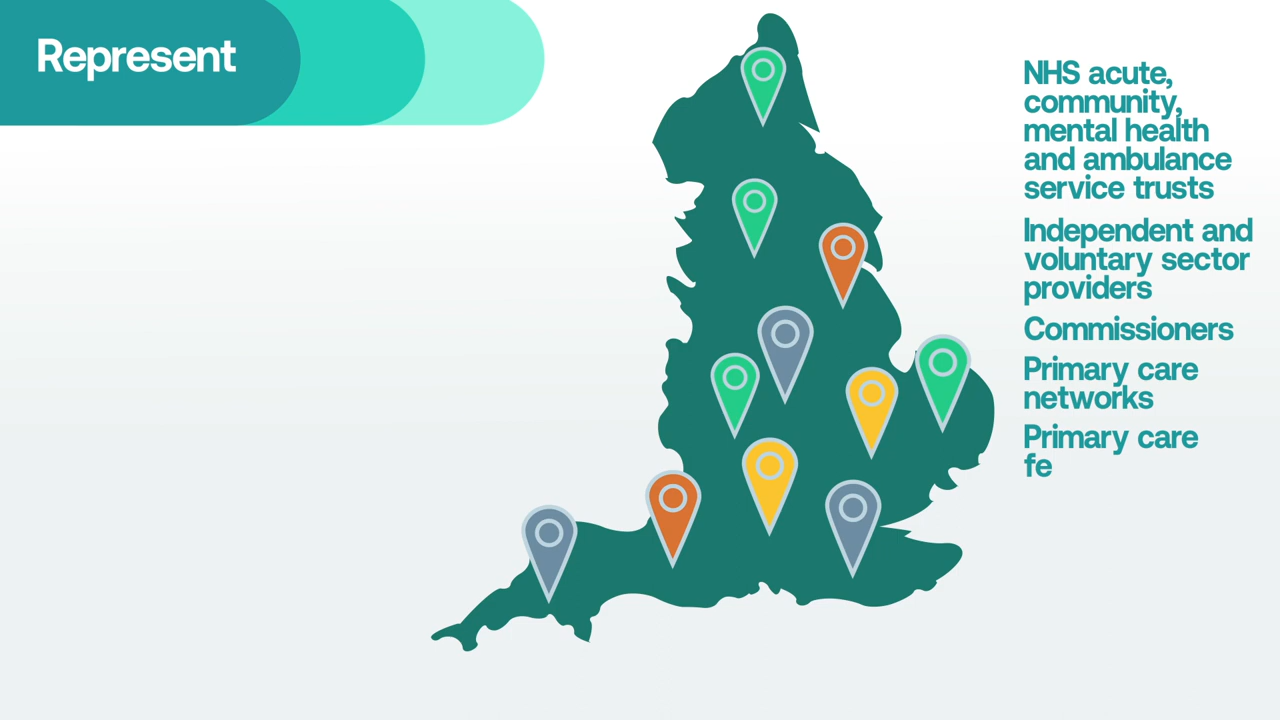 Represent
NHS acute,
community,
mental health
and ambulance
service trusts
Independent and
voluntary sector
providers
Commissioners
Primary care
networks
Primary care
fe